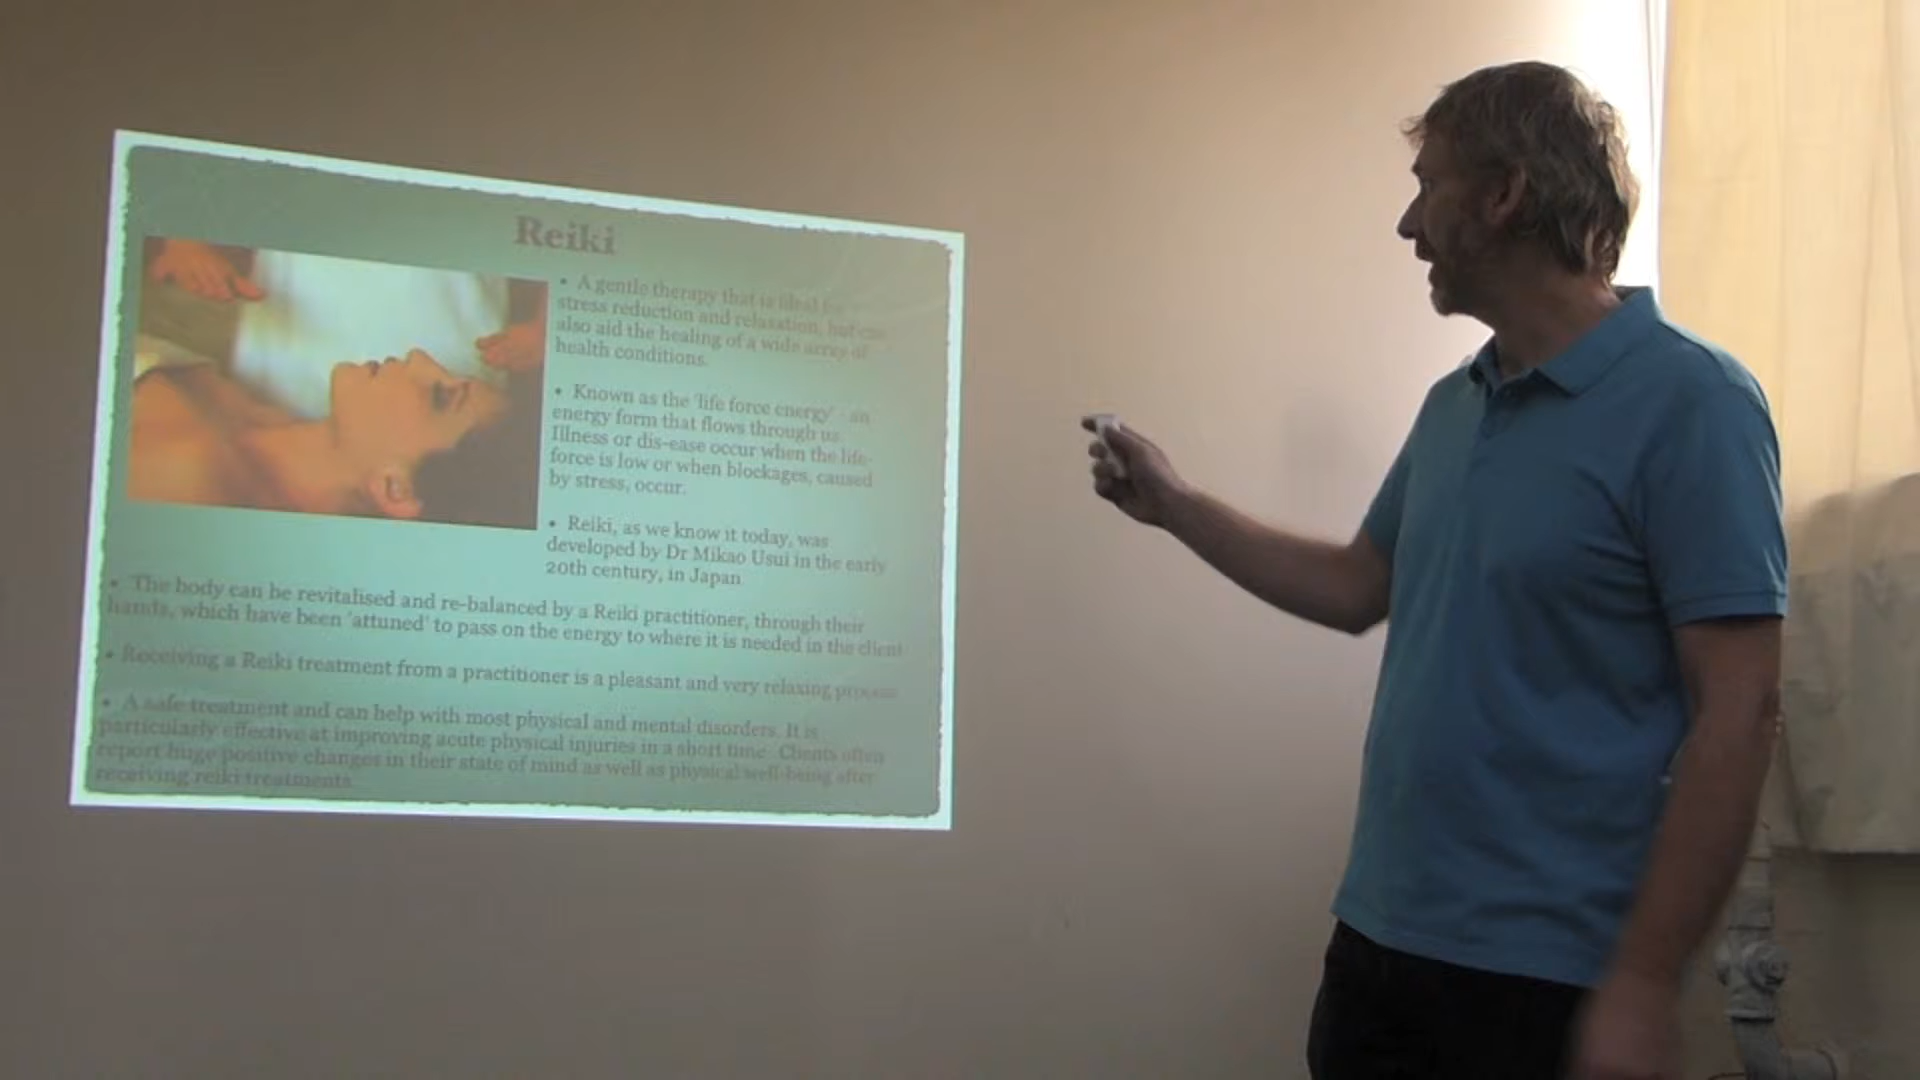 Reiki
• A gentle therapy that is ideal for
stress reduction and relaxation, but can
also aid the healing of a wide array of
health conditions.
• Known as the 'life force energy' - an
energy form that flows through us.
Illness or dis-ease occur when the life-
force is low or when blockages, caused
by stress, occur.
• Reiki, as we know it today, was
developed by Dr Mikao Usui in the early
20th century, in Japan
• The body can be revitalised and re-balanced by a Reiki practitioner, through their
hands, which have been 'attuned' to pass on the energy to where it is needed in the client
• Receiving a Reiki treatment from a practitioner is a pleasant and very relaxing process
• A safe treatment and can help with most physical and mental disorders. It is
particularly effective at improving acute physical injuries in a short time. Clients often
report huge positive changes in their state of mind as well as physical well-being after
receiving reiki treatments.